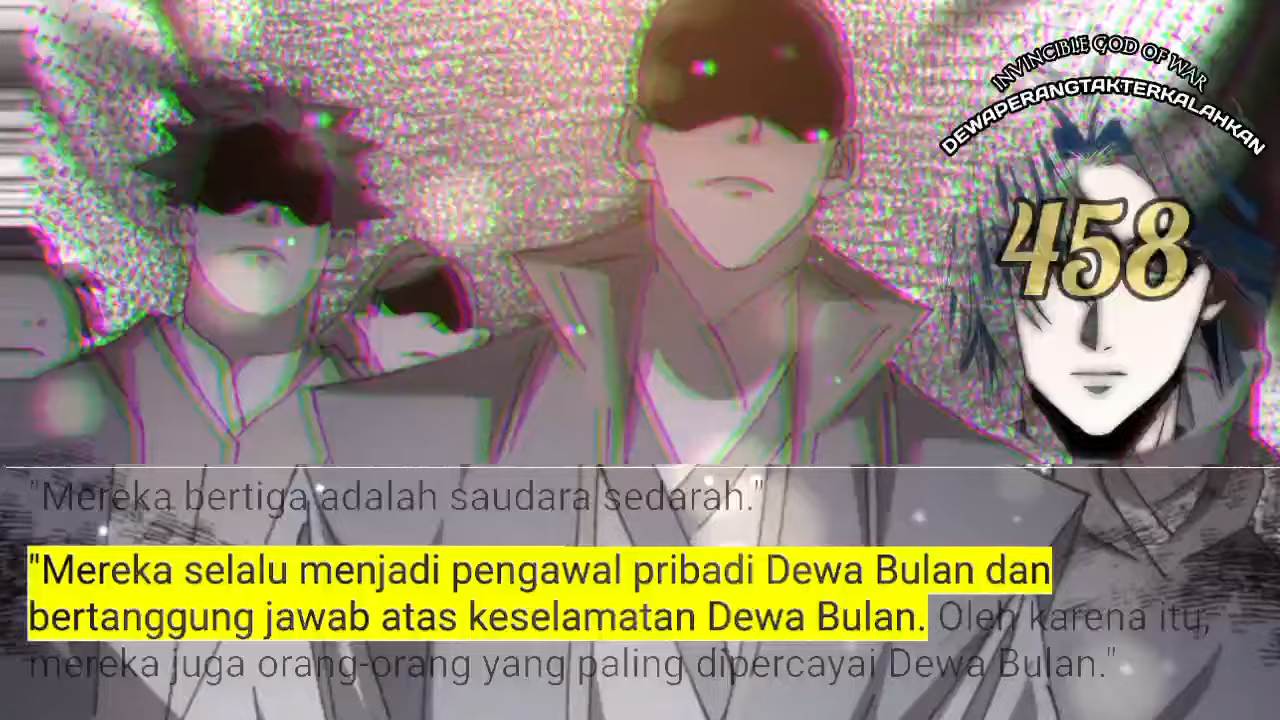 INVINCIBLE GOD OF WAR
DEWAPERANGTAKTERKALAHKAN
458
"Mereka bertiga adalah saudara sedarah."
"Mereka selalu menjadi pengawal pribadi Dewa Bulan dan
bertanggung jawab atas keselamatan Dewa Bulan. Oleh karena itu,
mereka juga orang-orang yang paling dipercayai Dewa Bulan."